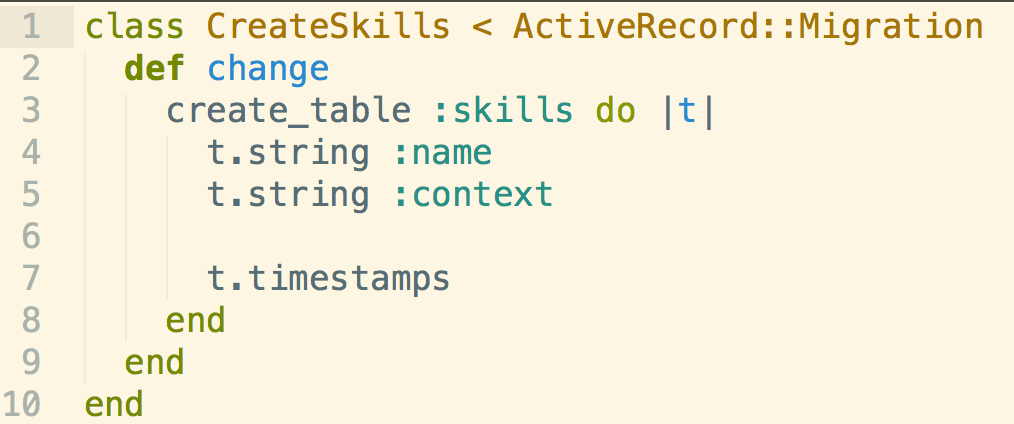 1 class CreateSkills < ActiveRecord::Migration
2   def change
3     create_table :skills do |t|
4       t.string :name
5       t.string :context
6
7       t.timestamps
8     end
9   end
10 end